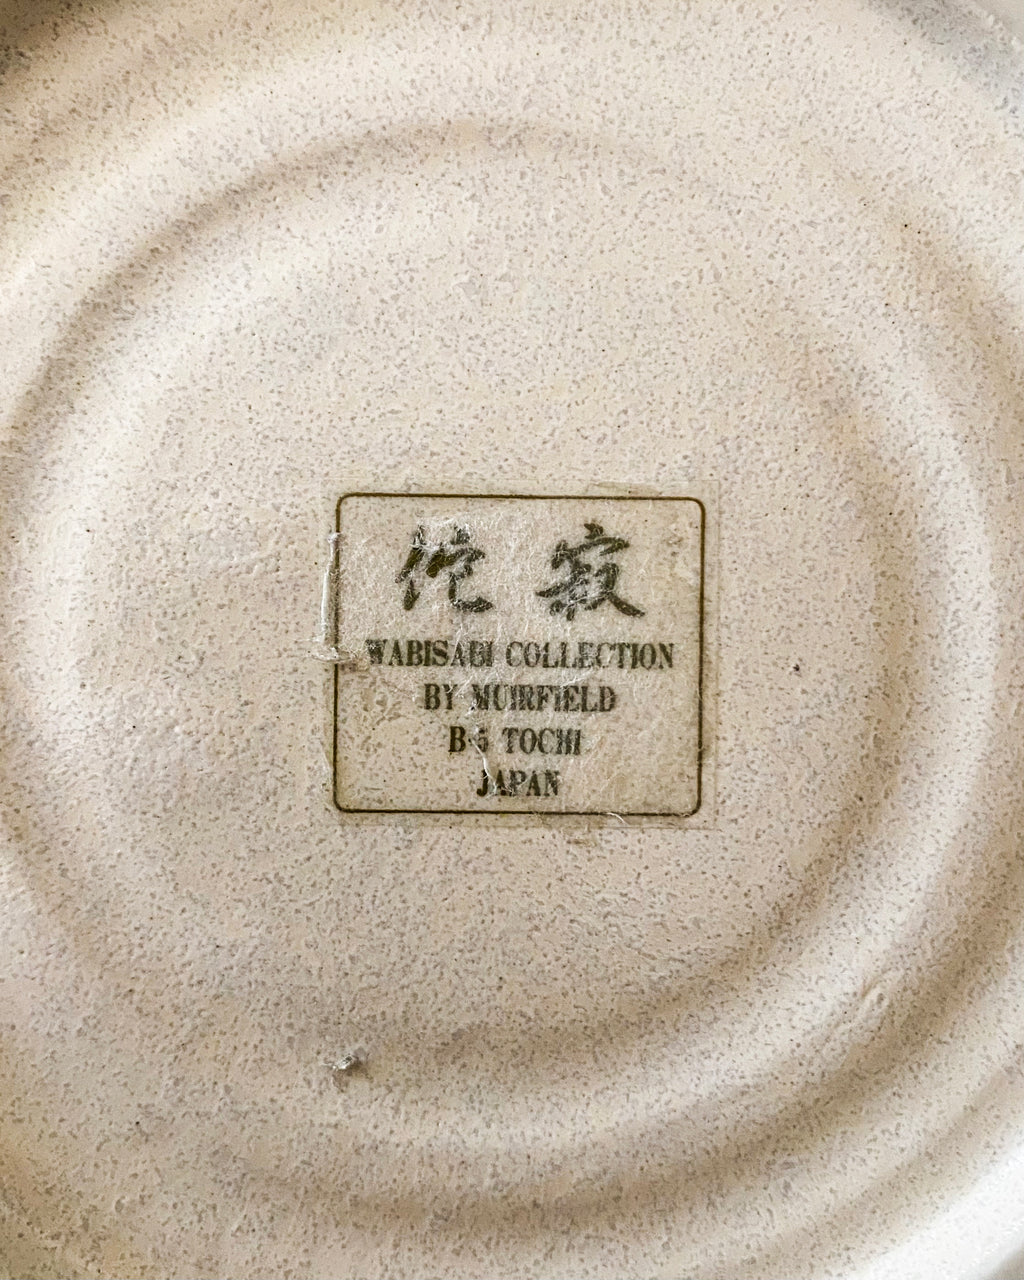 侘寂
WABISABI COLLECTION
BY MUIRFIELD
B-5 TOCHI
JAPAN